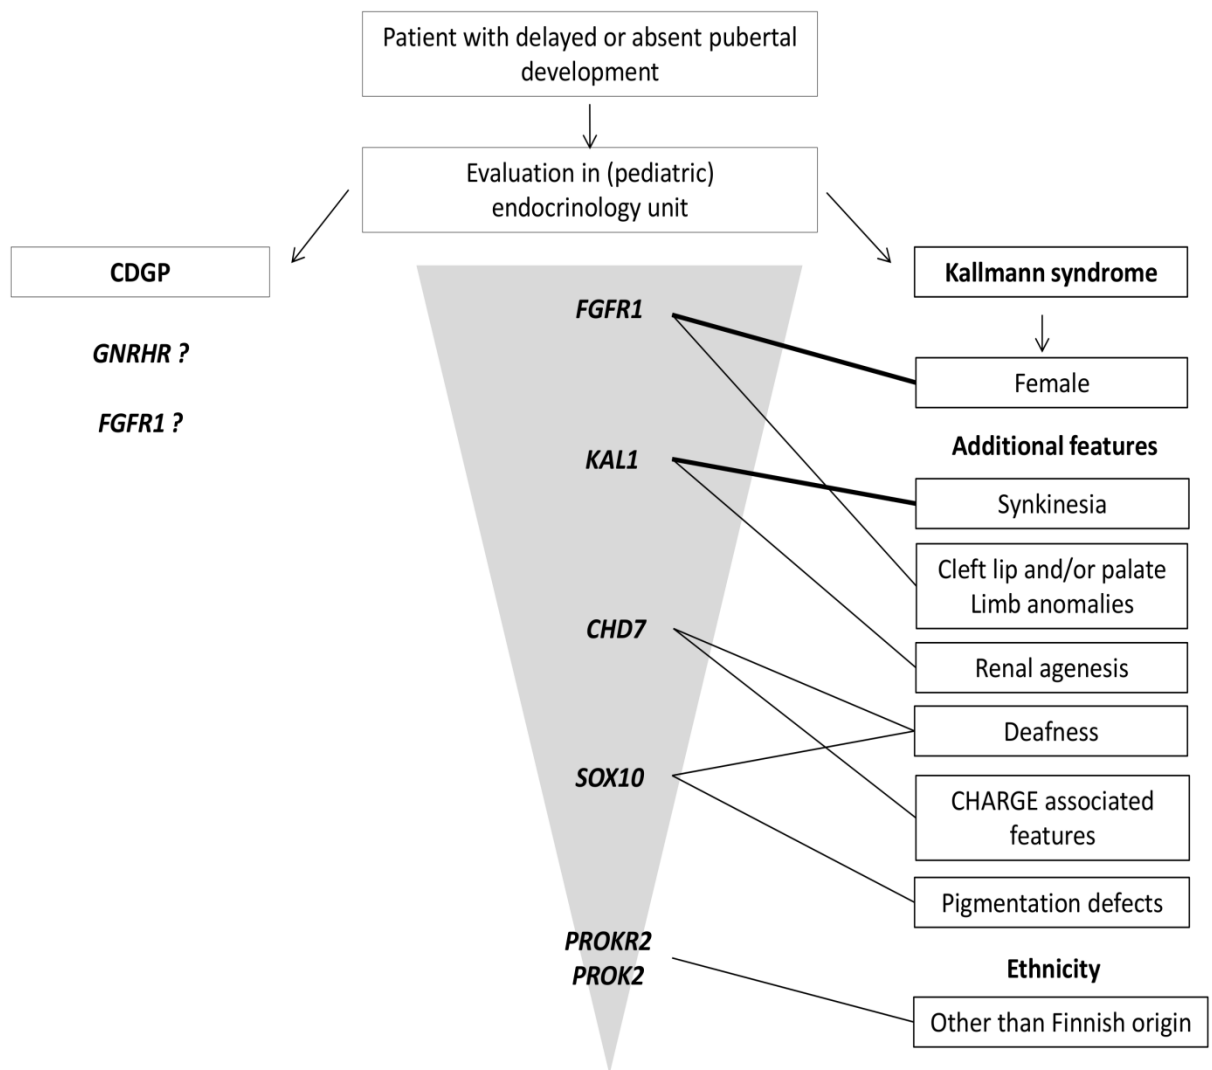 Patient with delayed or absent pubertal
development
Evaluation in (pediatric)
endocrinology unit
CDGP
GNRHR ?
FGFR1 ?
FGFR1
KAL1
CHD7
SOX10
PROKR2
PROK2
Kallmann syndrome
Female
Additional features
Synkinesia
Cleft lip and/or palate
Limb anomalies
Renal agenesis
Deafness
CHARGE associated
features
Pigmentation defects
Ethnicity
Other than Finnish origin